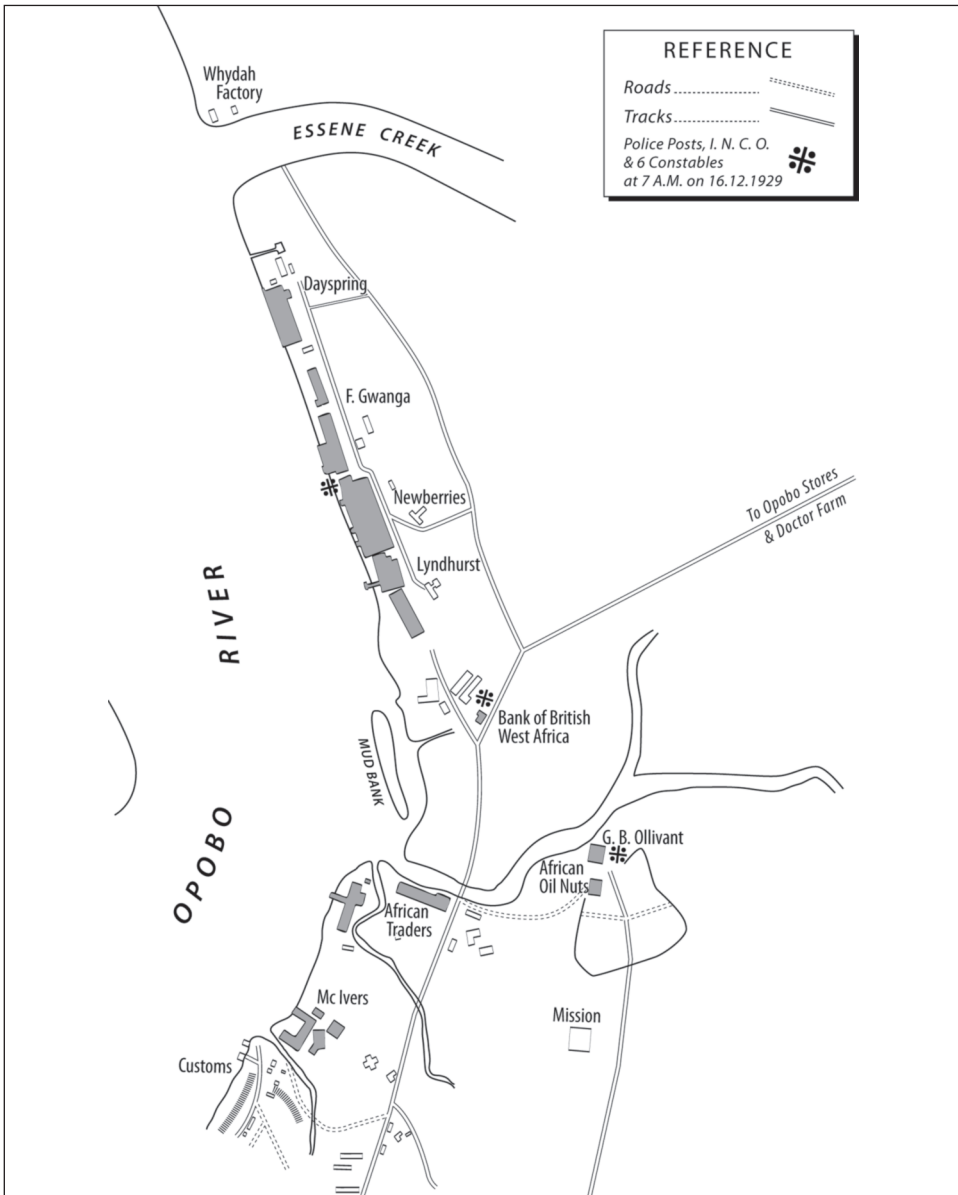 Whydah
Factory
ESSENE CREEK
REFERENCE
Roads
Tracks
Police Posts, I. N. C. O.
& 6 Constables
at 7 A.M. on 16.12.1929
Dayspring
F. Gwanga
Newberries
To Opobo Stores
& Doctor Farm
Lyndhurst
OPOBO RIVER
Bank of British
West Africa
MUD BANK
G. B. Ollivant
African
Oil Nuts
African
Traders
Mc Ivers
Mission
Customs